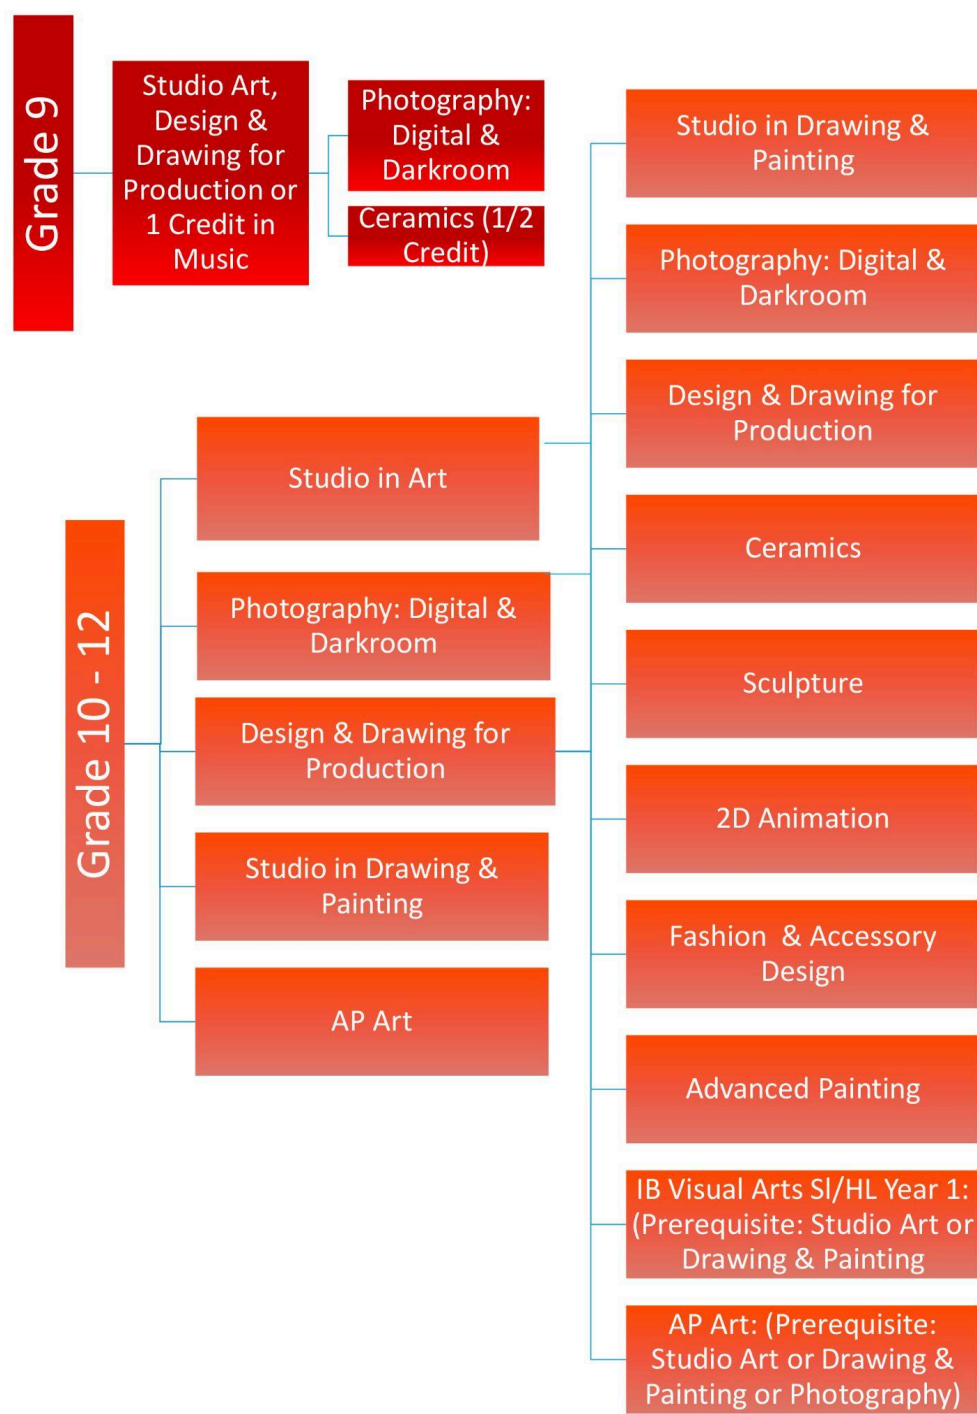 Grade 9
Studio Art,
Design &
Drawing for
Production or
1 Credit in
Music
Photography:
Digital &
Darkroom
Ceramics (1/2
Credit)
Grade 10 - 12
Studio in Art
Photography: Digital &
Darkroom
Design & Drawing for
Production
Studio in Drawing &
Painting
AP Art
Studio in Drawing &
Painting
Photography: Digital &
Darkroom
Design & Drawing for
Production
Ceramics
Sculpture
2D Animation
Fashion & Accessory
Design
Advanced Painting
IB Visual Arts Sl/HL Year 1:
(Prerequisite: Studio Art or
Drawing & Painting
AP Art: (Prerequisite:
Studio Art or Drawing &
Painting or Photography)